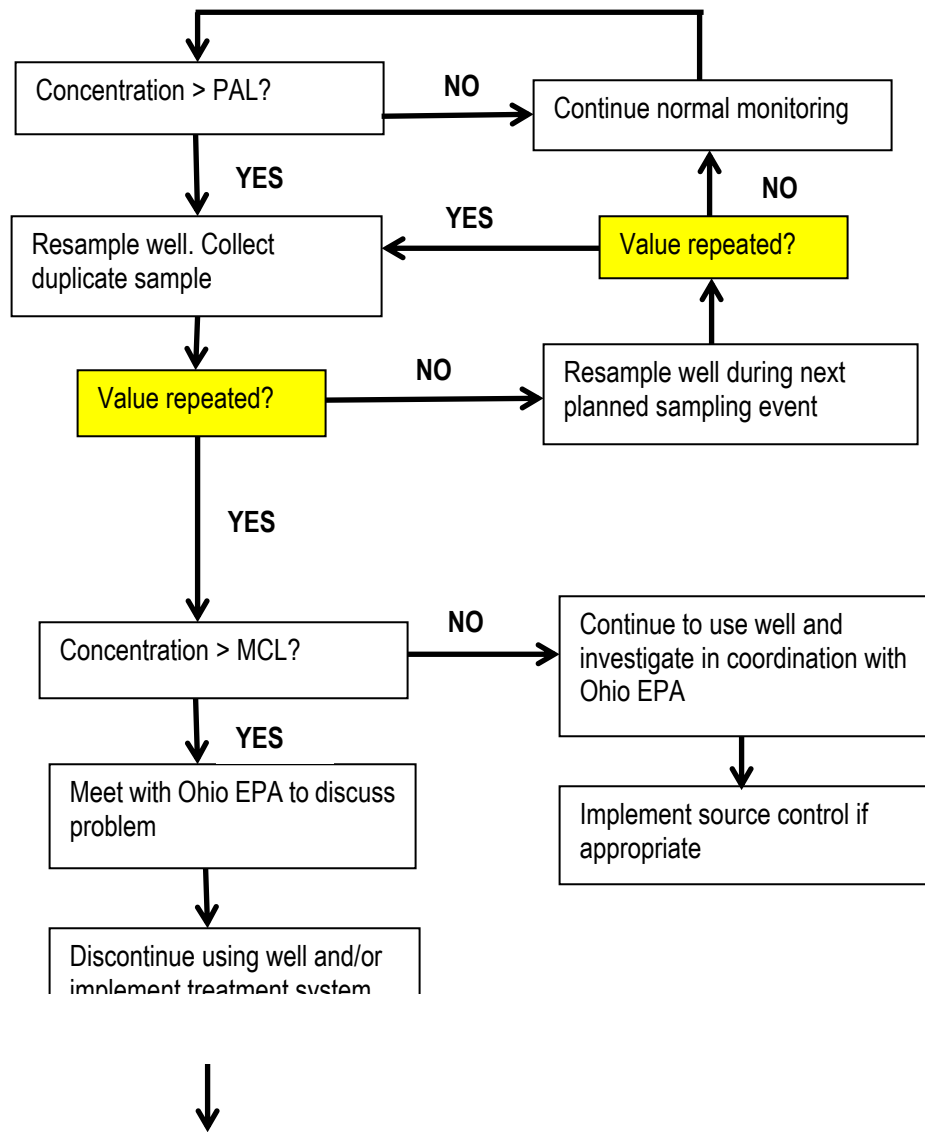 Concentration > PAL?
NO
Continue normal monitoring
YES
NO
Resample well. Collect
duplicate sample
YES
Value repeated?
Value repeated?
NO
Resample well during next
planned sampling event
YES
Concentration > MCL?
NO
Continue to use well and
investigate in coordination with
Ohio EPA
YES
Meet with Ohio EPA to discuss
problem
Implement source control if
appropriate
Discontinue using well and/or
implement treatment system